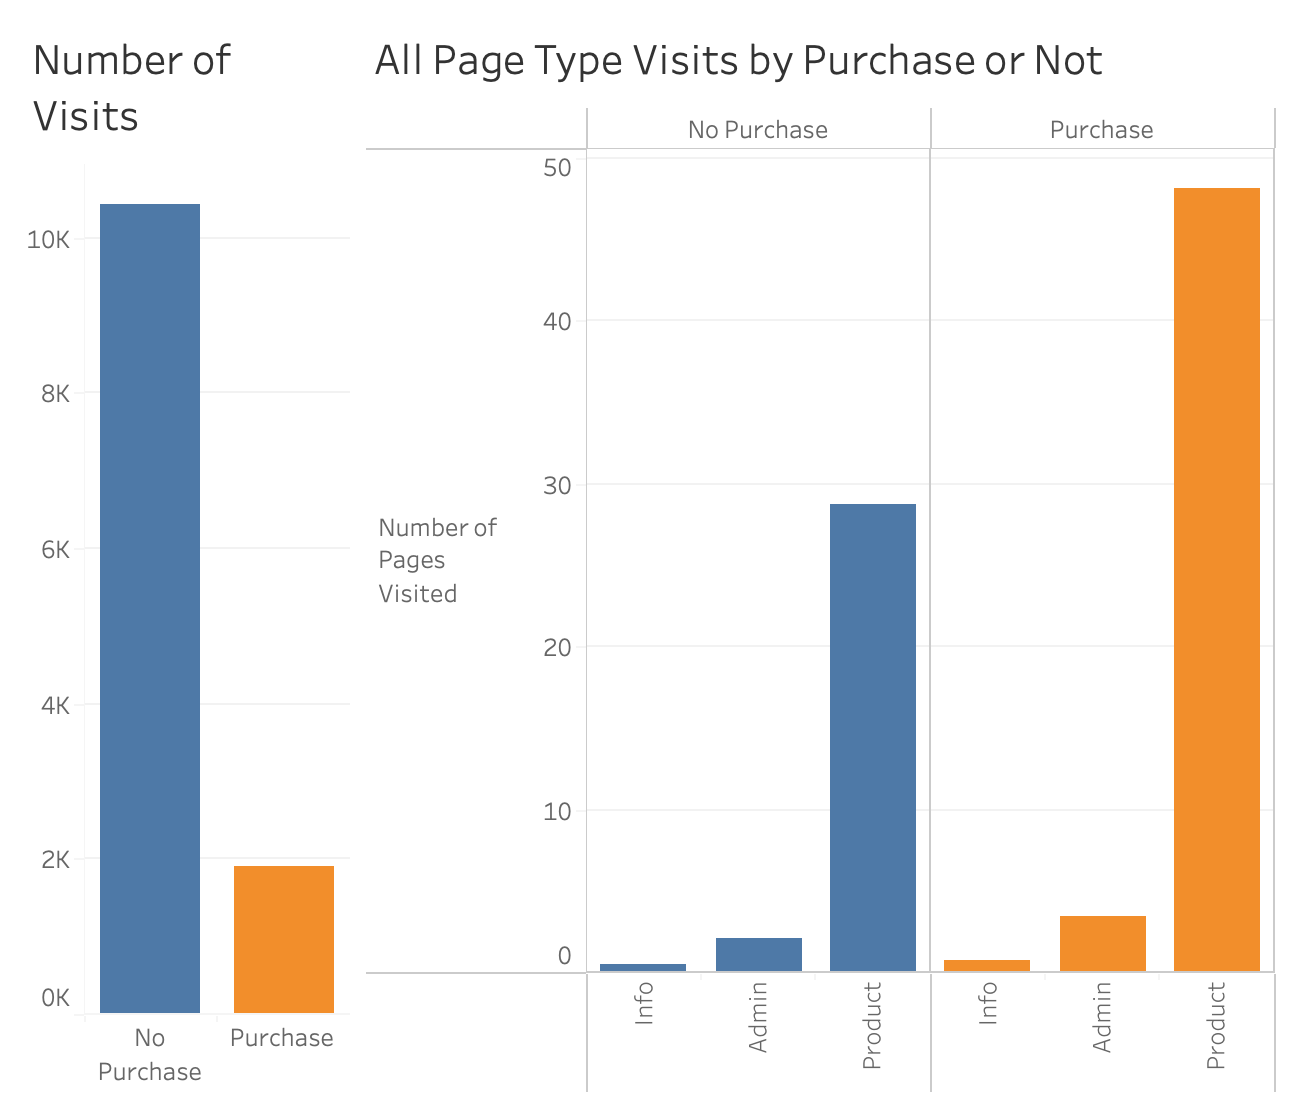 Number of
Visits
10K
8K
6K
4K
2K
0K
No
Purchase
Purchase
All Page Type Visits by Purchase or Not
No Purchase
Purchase
Number of
Pages
Visited
50
40
30
20
10
0
Info
Admin
Product
Info
Admin
Product